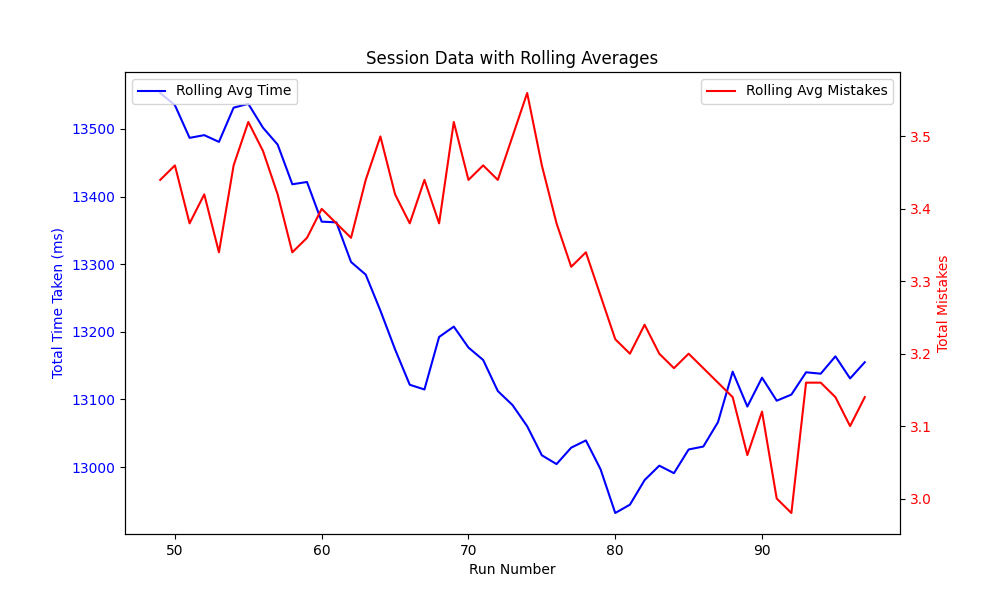 Session Data with Rolling Averages
Rolling Avg Time
Rolling Avg Mistakes
Total Time Taken (ms)
13500
13400
13300
13200
13100
13000
3.5
3.4
3.3
3.2
3.1
3.0
Total Mistakes
50
60
70
80
90
Run Number